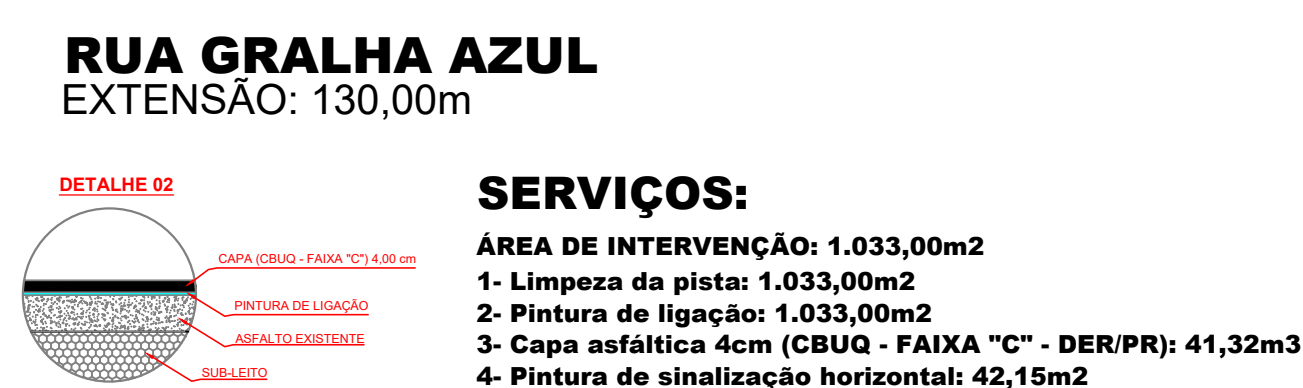 RUA GRALHA AZUL
EXTENSÃO: 130,00m
DETALHE 02
CAPA (CBUQ - FAIXA "C") 4,00 cm
PINTURA DE LIGAÇÃO
ASFALTO EXISTENTE
SUB-LEITO
SERVIÇOS:
ÁREA DE INTERVENÇÃO: 1.033,00m2
1- Limpeza da pista: 1.033,00m2
2- Pintura de ligação: 1.033,00m2
3- Capa asfáltica 4cm (CBUQ - FAIXA "C" - DER/PR): 41,32m3
4- Pintura de sinalização horizontal: 42,15m2